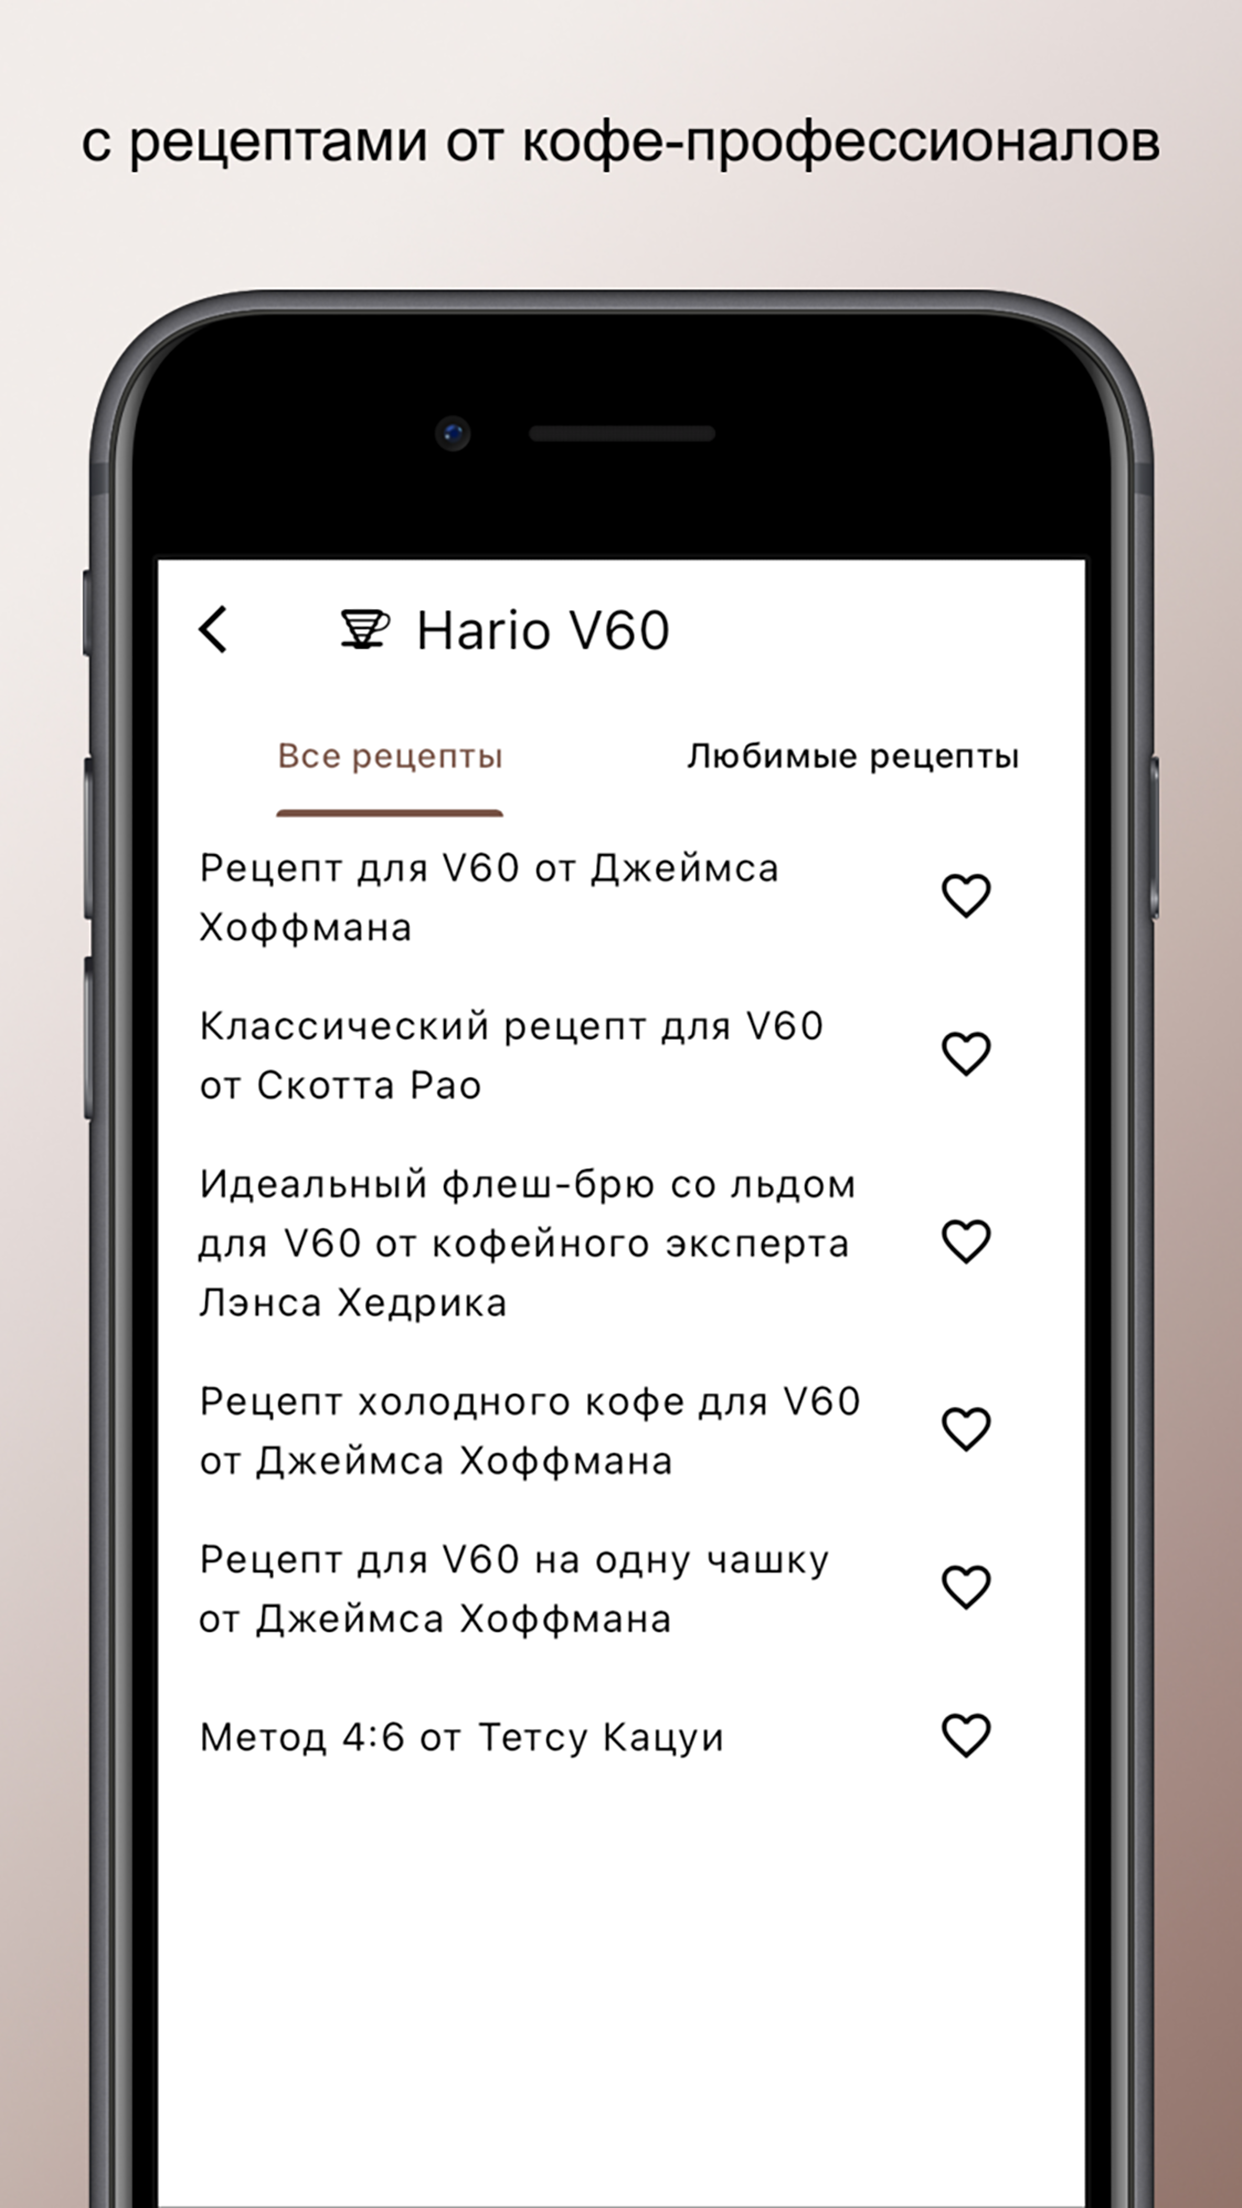 с рецептами от кофе-профессионалов
Hario V60
Все рецепты
Любимые рецепты
Рецепт для V60 от Джеймса
Хоффмана
Классический рецепт для V60
от Скотта Рао
Идеальный флеш-брю со льдом
для V60 от кофейного эксперта
Лэнса Хедрика
Рецепт холодного кофе для V60
от Джеймса Хоффмана
Рецепт для V60 на одну чашку
от Джеймса Хоффмана
Метод 4:6 от Тетсу Кацуи